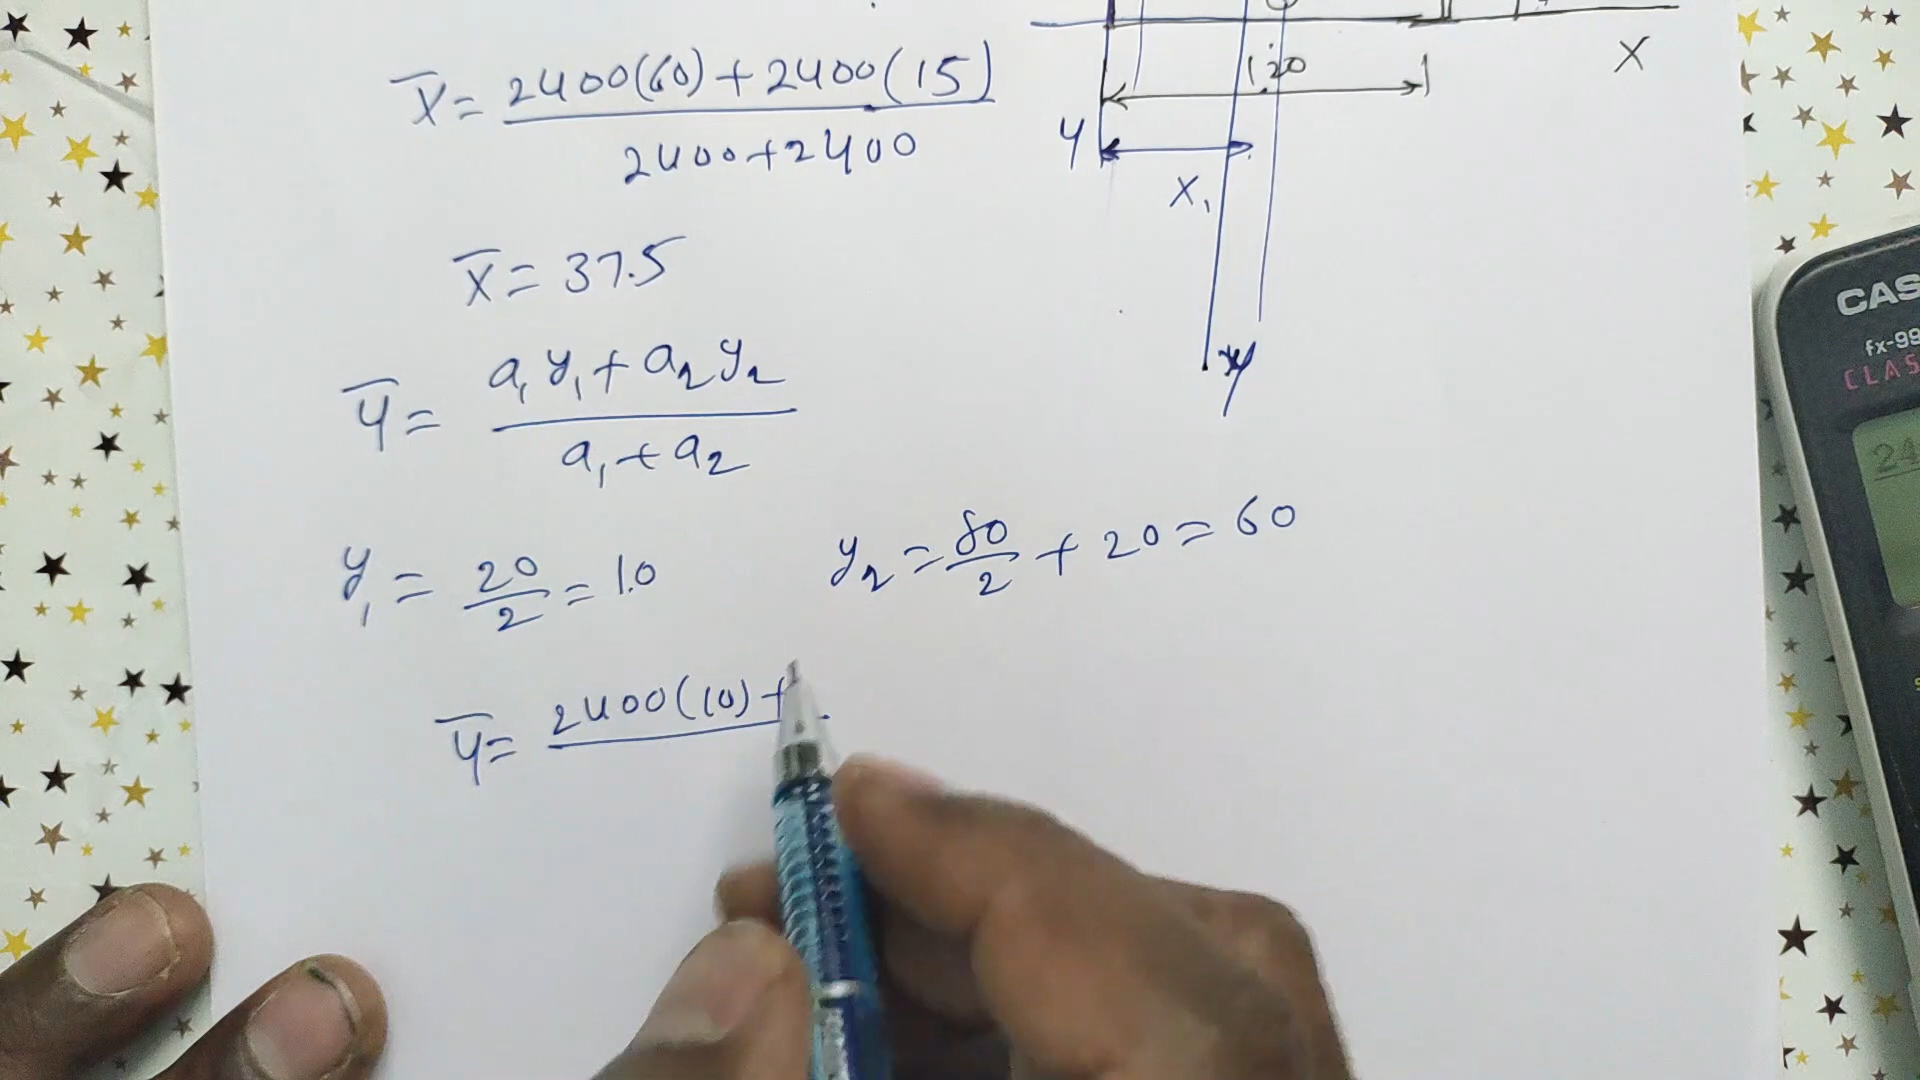 X̄ = 2400(60) + 2400(15)
2400 + 2400
X̄ = 37.5
ȳ = a₁y₁ + a₂y₂
a₁ + a₂
y₁ = 20/2 = 10
y₂ = 80/2 + 20 = 60
ȳ = 2400(10) +
120
X
y
X₁
y
CAS
fx-99
CLAS
24